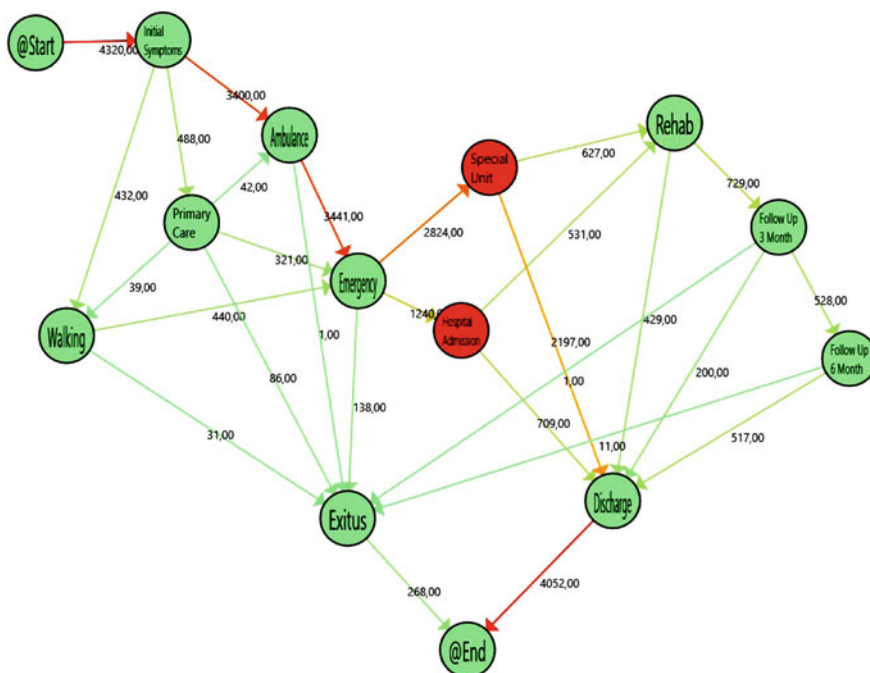 @Start
4320,00
Initial
Symptoms
3400,00
Ambulance
488,00
432,00
42,00
Primary
Care
39,00
321,00
3441,00
Emergency
Walking
440,00
86,00
1,00
138,00
31,00
Special
Unit
2824,00
1240,
Hospital
Admission
627,00
531,00
Rehab
729,00
Follow Up
3 Month
528,00
Follow Up
6 Month
429,00
2197,00
1,00
200,00
709,00
11,00
517,00
Exitus
Discharge
268,00
4052,00
@End